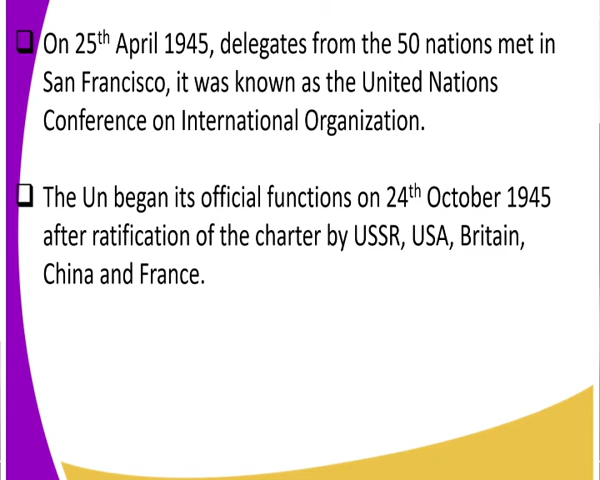 ❑ On 25th April 1945, delegates from the 50 nations met in
San Francisco, it was known as the United Nations
Conference on International Organization.
❑ The Un began its official functions on 24th October 1945
after ratification of the charter by USSR, USA, Britain,
China and France.